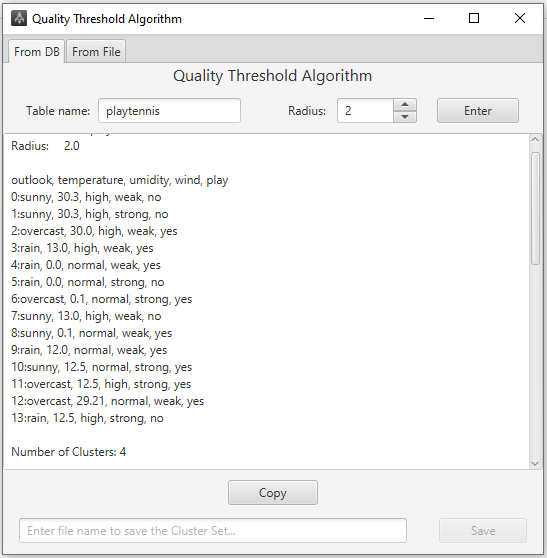 Quality Threshold Algorithm
From DB From File
Quality Threshold Algorithm
Table name: playtennis Radius: 2 Enter
Radius: 2.0
outlook, temperature, umidity, wind, play
0:sunny, 30.3, high, weak, no
1:sunny, 30.3, high, strong, no
2:overcast, 30.0, high, weak, yes
3:rain, 13.0, high, weak, yes
4:rain, 0.0, normal, weak, yes
5:rain, 0.0, normal, strong, no
6:overcast, 0.1, normal, strong, yes
7:sunny, 13.0, high, weak, no
8:sunny, 0.1, normal, weak, yes
9:rain, 12.0, normal, weak, yes
10:sunny, 12.5, normal, strong, yes
11:overcast, 12.5, high, strong, yes
12:overcast, 29.21, normal, weak, yes
13:rain, 12.5, high, strong, no
Number of Clusters: 4
Copy
Enter file name to save the Cluster Set... Save